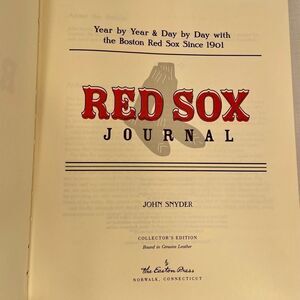 Year by Year & Day by Day with
the Boston Red Sox Since 1901
RED SOX
JOURNAL
JOHN SNYDER
COLLECTOR'S EDITION
Bound in Genuine Leather
The Easton Press
NORWALK, CONNECTICUT